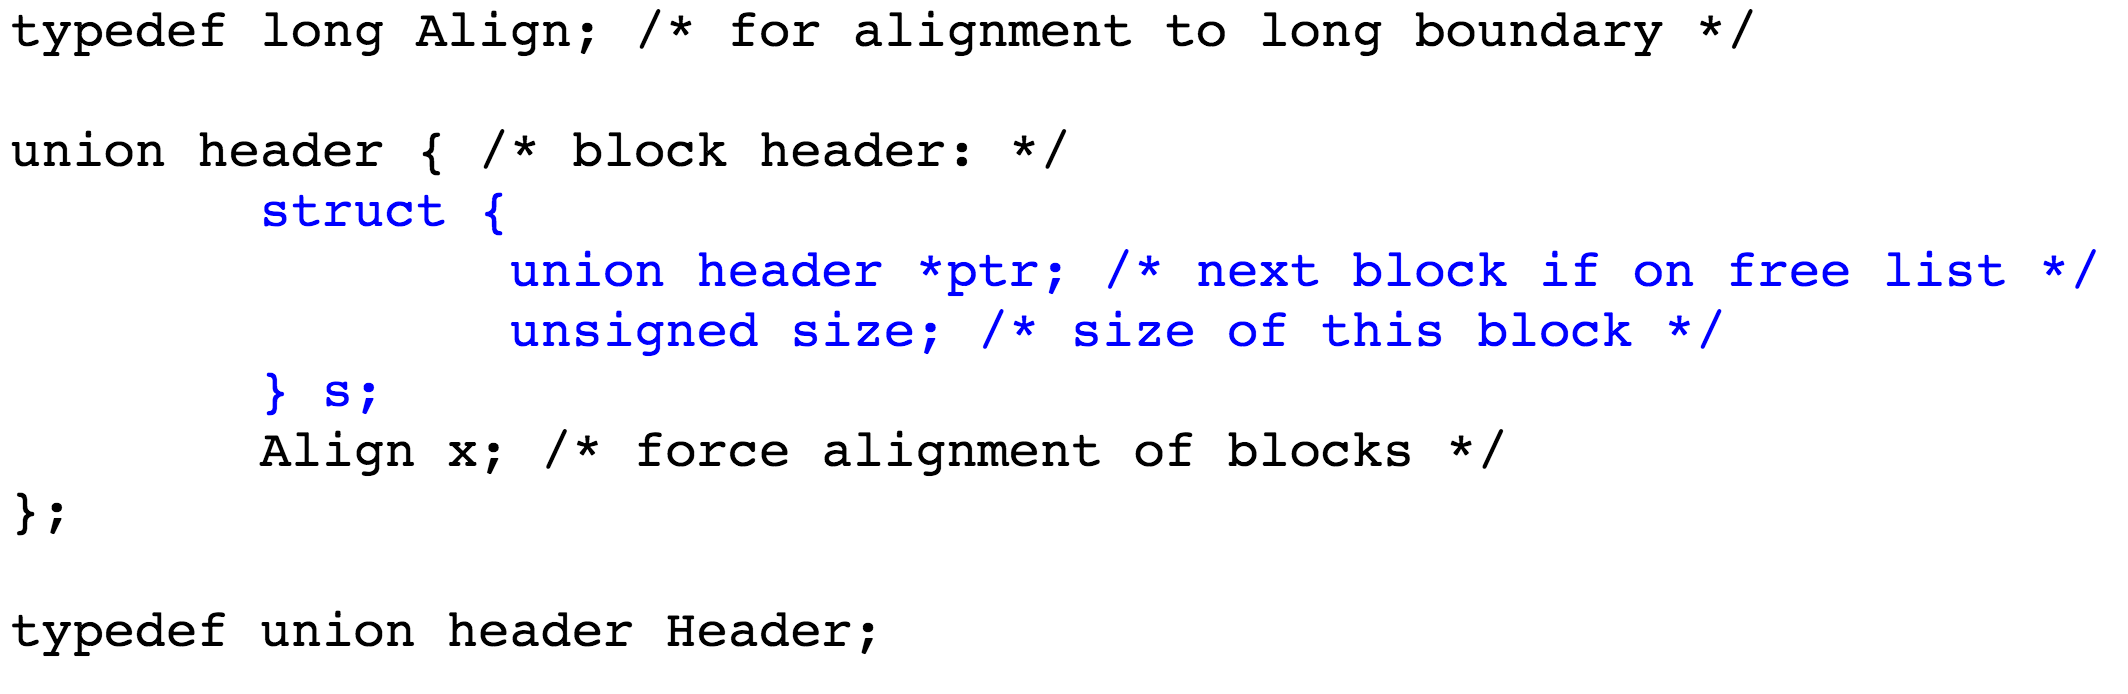 typedef long Align; /* for alignment to long boundary */
union header { /* block header: */
struct {
union header *ptr; /* next block if on free list */
unsigned size; /* size of this block */
} s;
Align x; /* force alignment of blocks */
};
typedef union header Header;